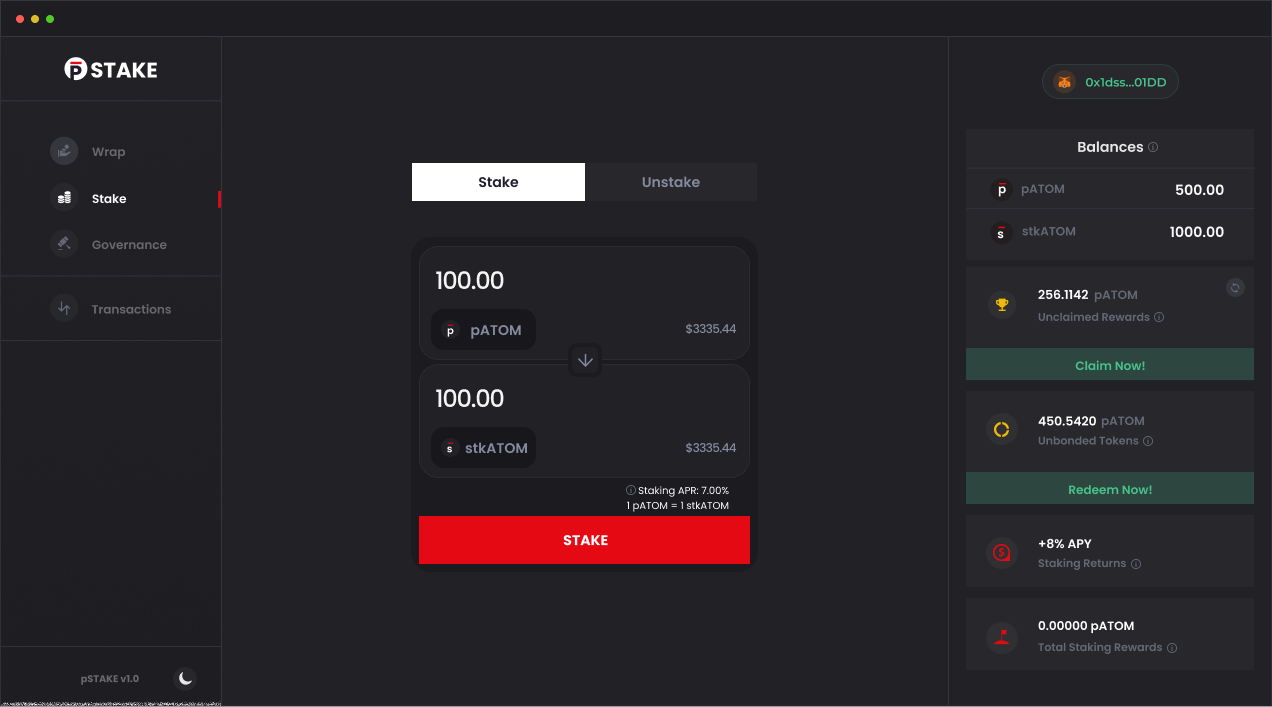 pSTAKE
Wrap
Stake
Governance
Transactions
pSTAKE v1.0
Stake
Unstake
100.00
pATOM
$3335.44
100.00
stkATOM
$3335.44
Staking APR: 7.00%
1 pATOM = 1 stkATOM
STAKE
0x1dss...01DD
Balances
pATOM 500.00
stkATOM 1000.00
256.1142 pATOM
Unclaimed Rewards
Claim Now!
450.5420 pATOM
Unbonded Tokens
Redeem Now!
+8% APY
Staking Returns
0.00000 pATOM
Total Staking Rewards